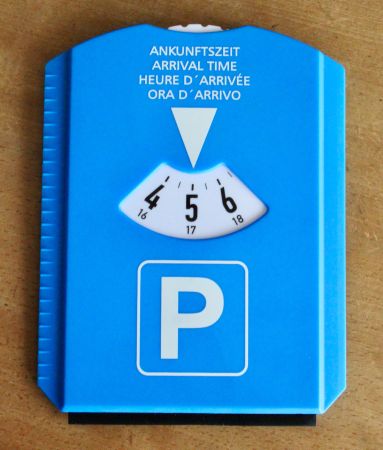 ANKUNFTSZEIT
ARRIVAL TIME
HEURE D´ARRIVÉE
ORA D´ARRIVO
4 5 6
16 17 18
P